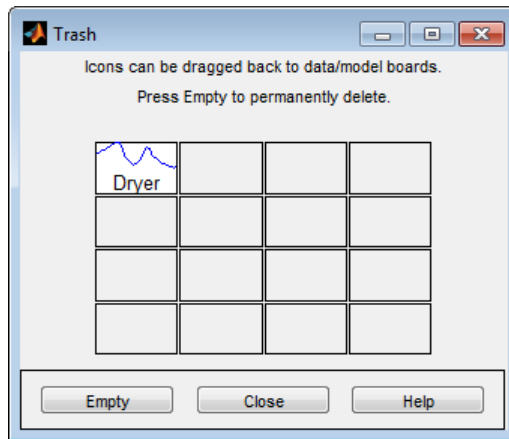 Trash
Icons can be dragged back to data/model boards.
Press Empty to permanently delete.
Dryer
Empty Close Help